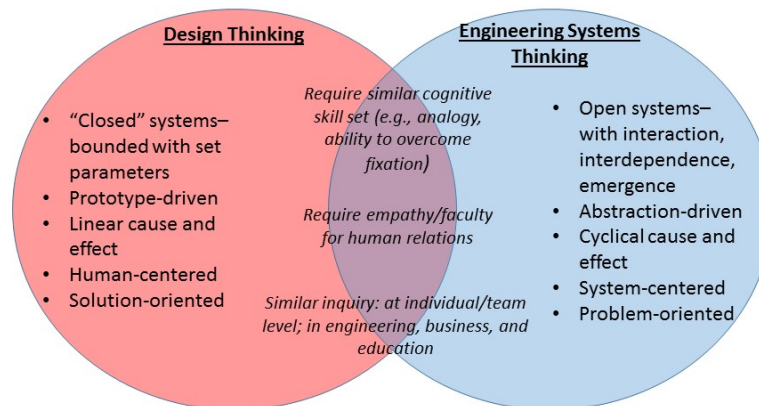 Design Thinking
• “Closed” systems–
bounded with set
parameters
• Prototype-driven
• Linear cause and
effect
• Human-centered
• Solution-oriented
Require similar cognitive
skill set (e.g., analogy,
ability to overcome
fixation)
Require empathy/faculty
for human relations
Similar inquiry: at individual/team
level; in engineering, business, and
education
Engineering Systems
Thinking
• Open systems–
with interaction,
interdependence,
emergence
• Abstraction-driven
• Cyclical cause and
effect
• System-centered
• Problem-oriented